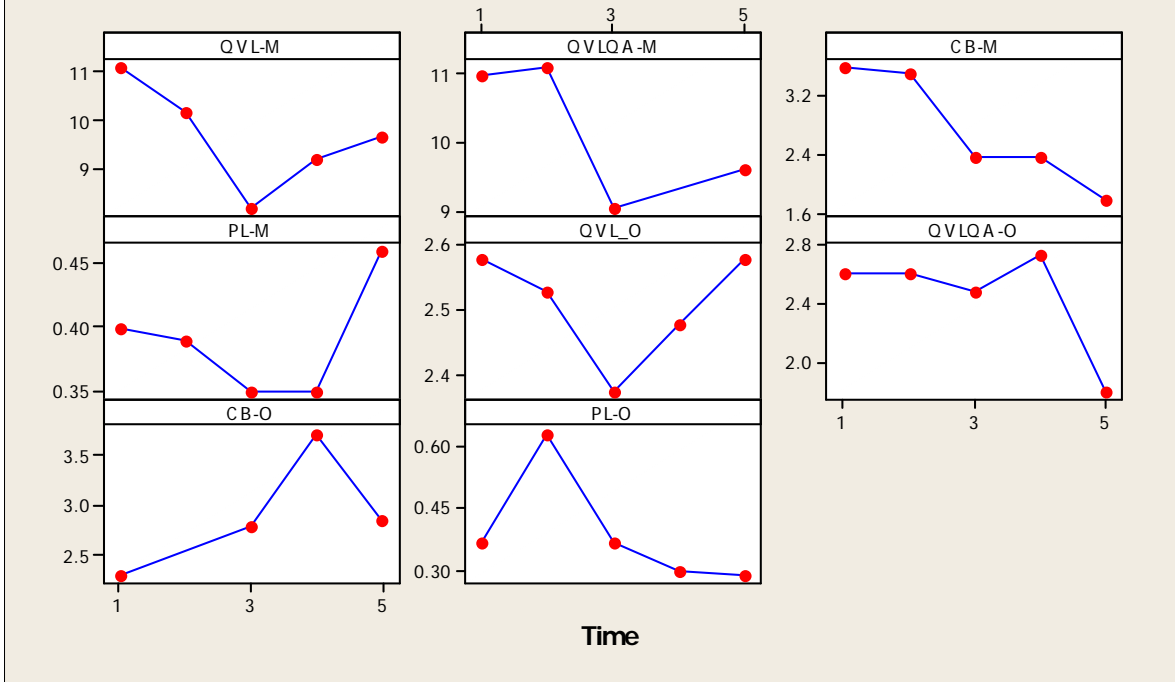 1 3 5
QVL-M QVLQA-M CB-M
11 11
3.2
10 10
2.4
9
9 1.6
PL-M QVL_O QVLQA-O
2.6 2.8
0.45
0.40 2.5 2.4
2.4 2.0
0.35
CB-O PL-O
1 3 5
3.5 0.60
3.0 0.45
2.5 0.30
1 3 5
Time